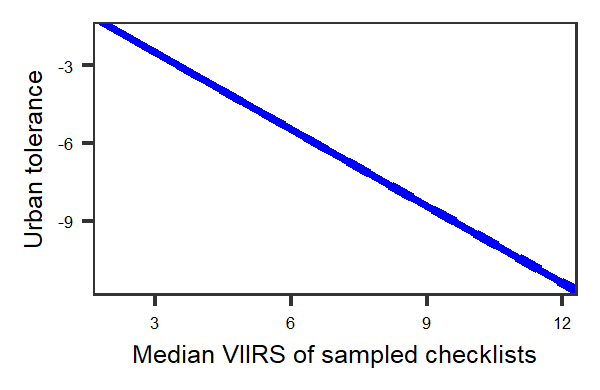 Urban tolerance
-3
-6
-9
3 6 9 12
Median VIIRS of sampled checklists